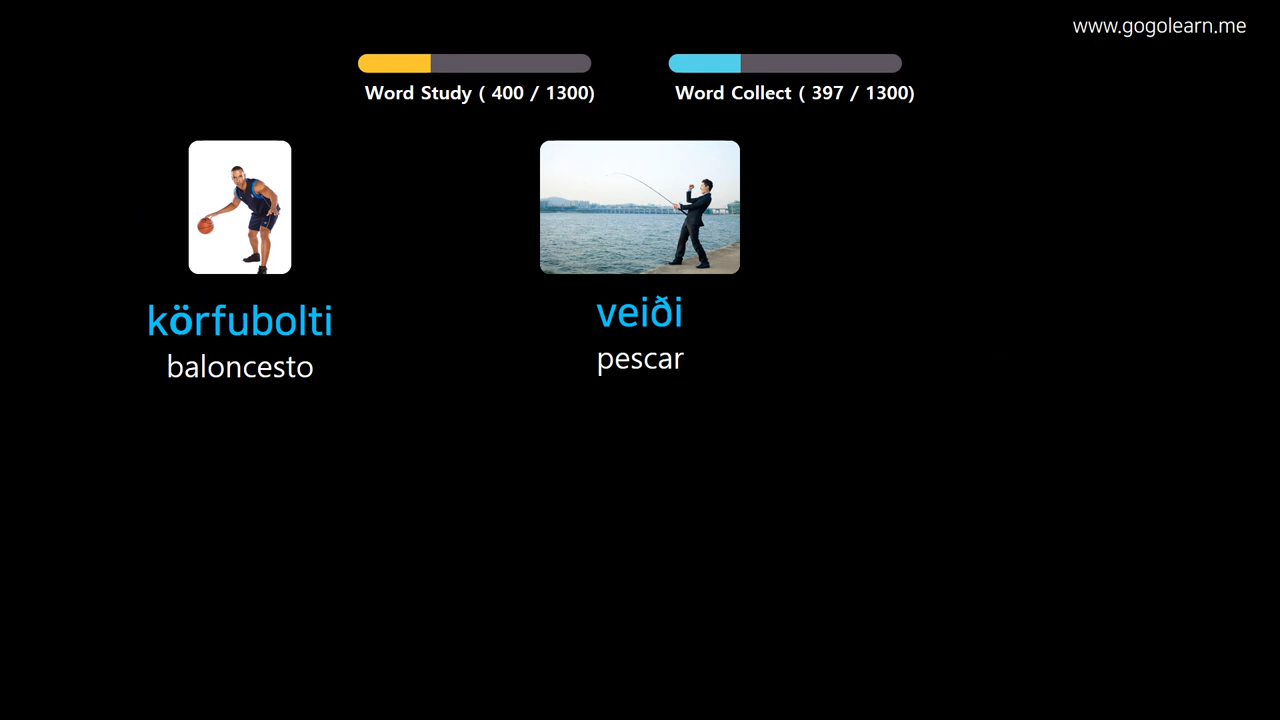 www.gogolearn.me
Word Study ( 400 / 1300)
Word Collect ( 397 / 1300)
körfubolti
baloncesto
veiði
pescar